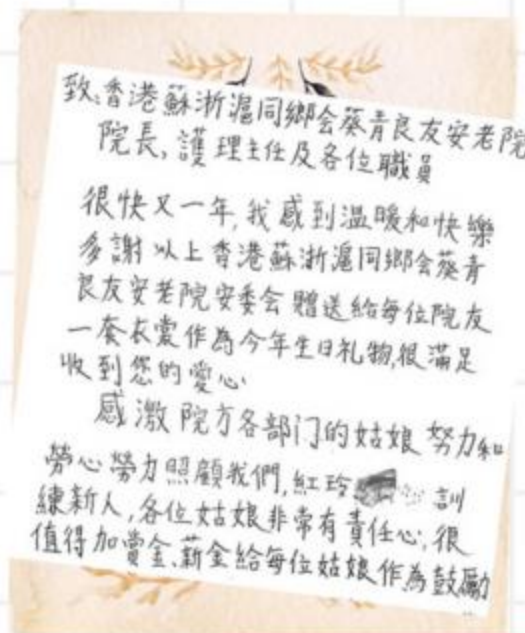 致:香港蘇浙滬同鄉会葵青良友安老院
院長,護理主任及各位職員
很快又一年,我感到温暖和快樂
多謝以上香港蘇浙滬同鄉会葵青
良友安老院安委会贈送給每位院友
一套衣裳作為今年生日礼物,很滿足
收到您的愛心
感激院方各部门的姑娘努力和
勞心勞力照顧我們,紅玲 訓
練新人,各位姑娘非常有責任心,很
值得加賞金.薪金給每位姑娘作為鼓勵